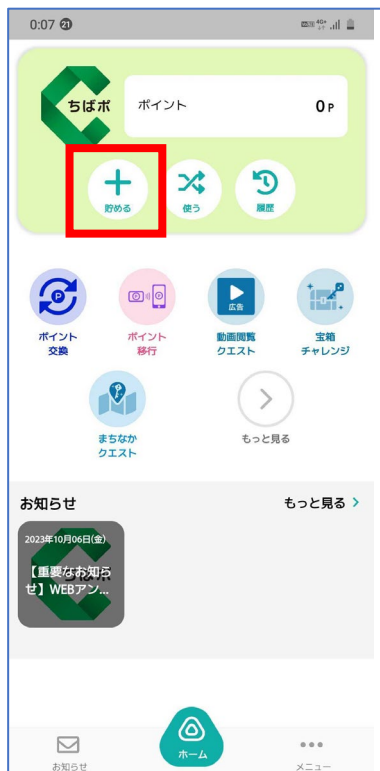 0:07 21
ちばポ
ポイント 0 P
貯める 使う 履歴
ポイント
交換
ポイント
移行
広告
動画閲覧
クエスト
宝箱
チャレンジ
まちなか
クエスト
もっと見る
お知らせ もっと見る
2023年10月06日(金)
【重要なお知ら
せ】WEBアン...
お知らせ
ホーム
メニュー